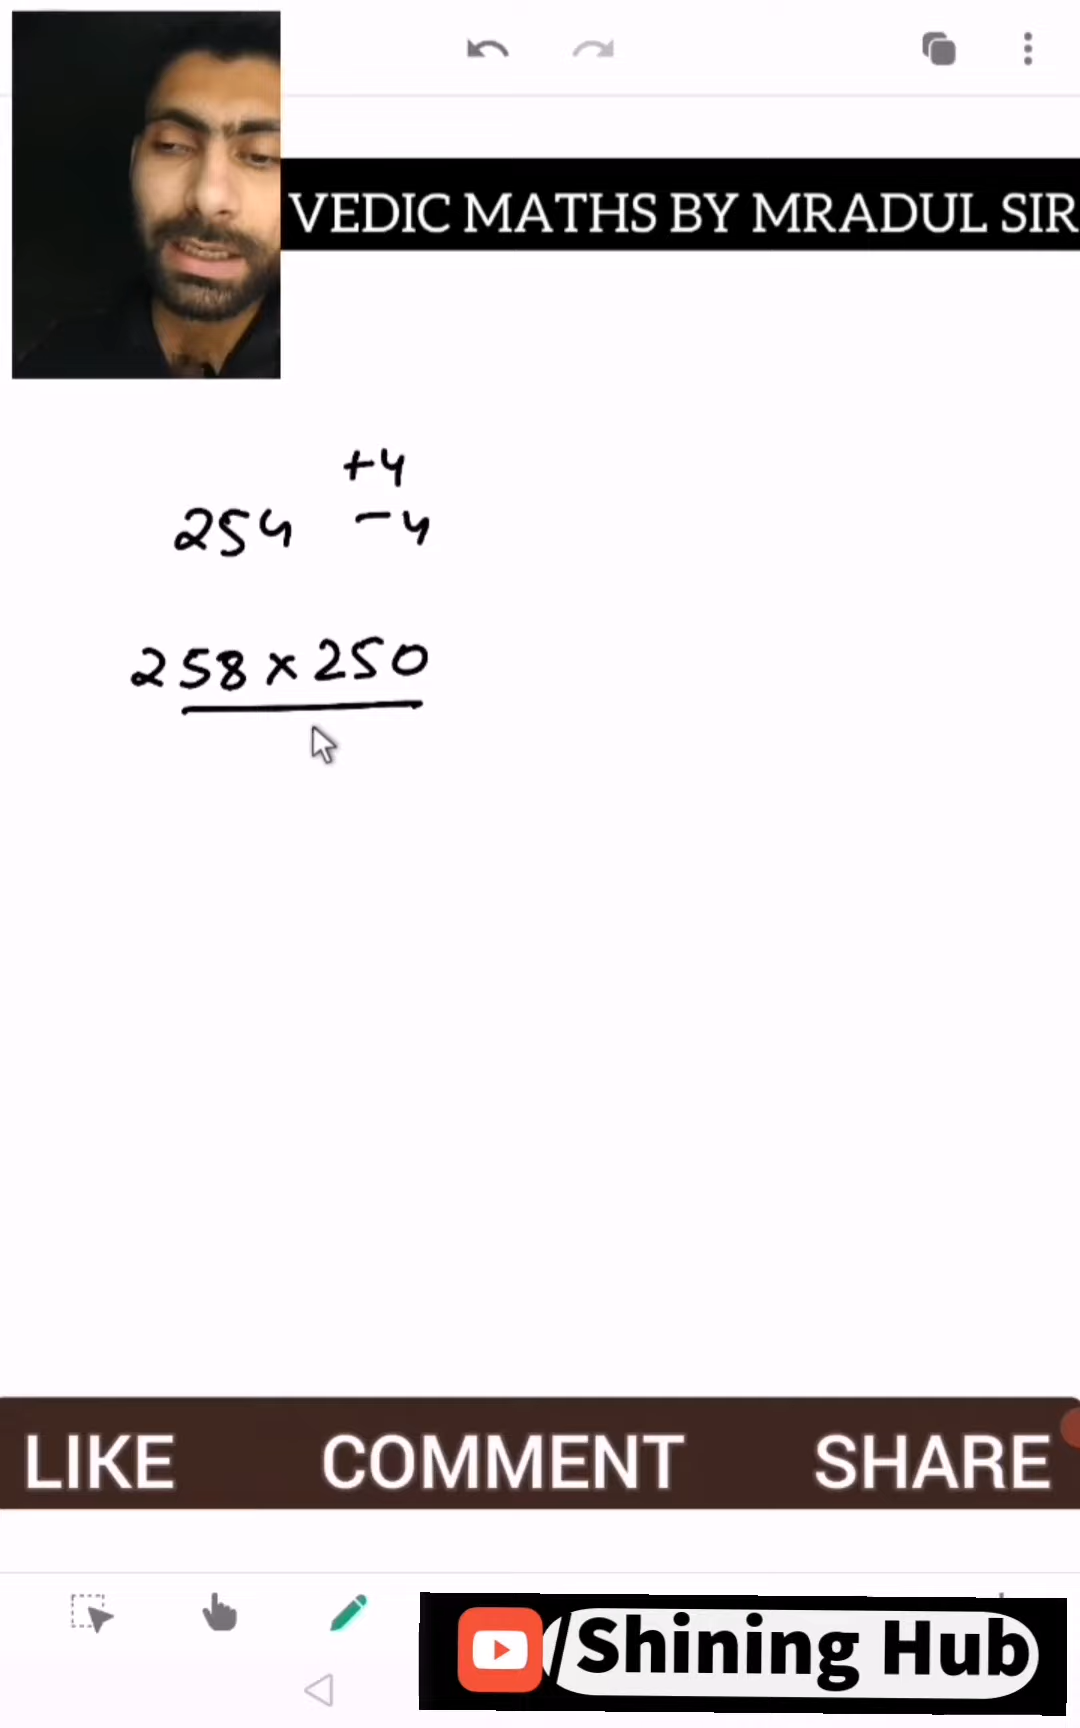 VEDIC MATHS BY MRADUL SIR
+4
254 -4
258 × 250
LIKE COMMENT SHARE
/Shining Hub